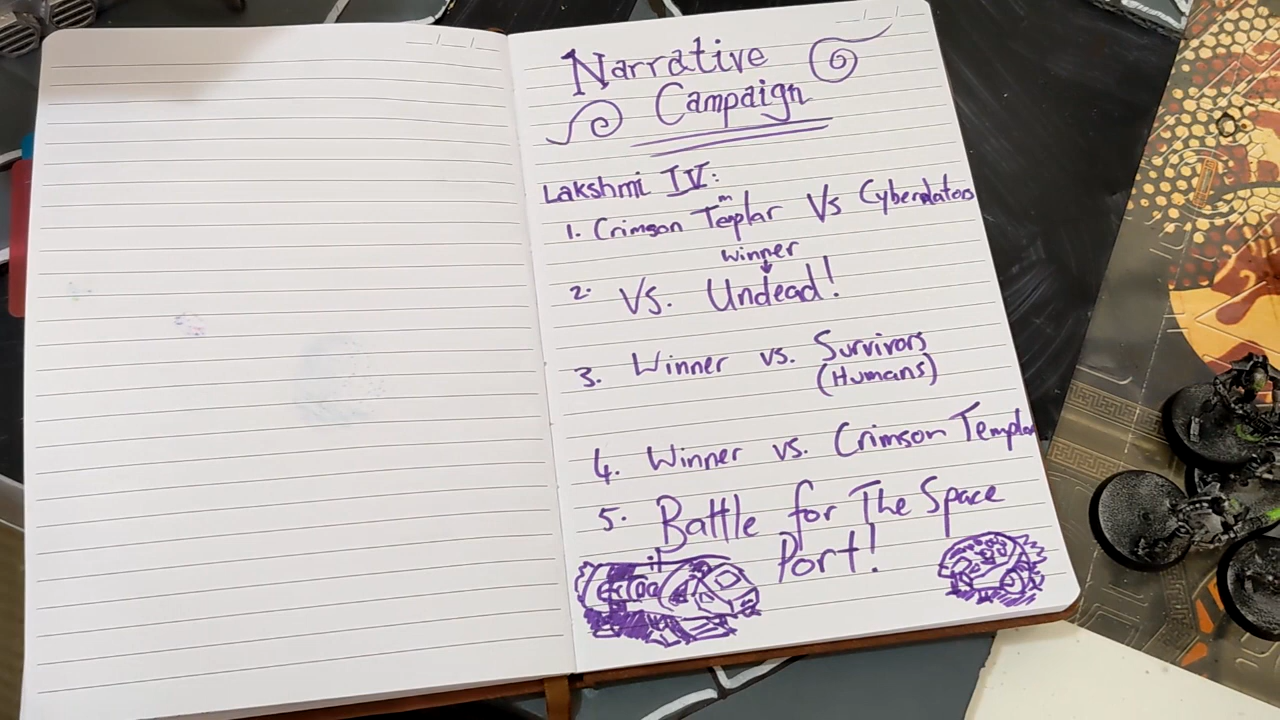 Narrative
Campaign
Lakshmi IV:
1. Crimson Templar Vs Cyberdators
winner
2. Vs. Undead!
3. Winner vs. Survivors
(Humans)
4. Winner vs. Crimson Templar
5. Battle for The Space
Port!